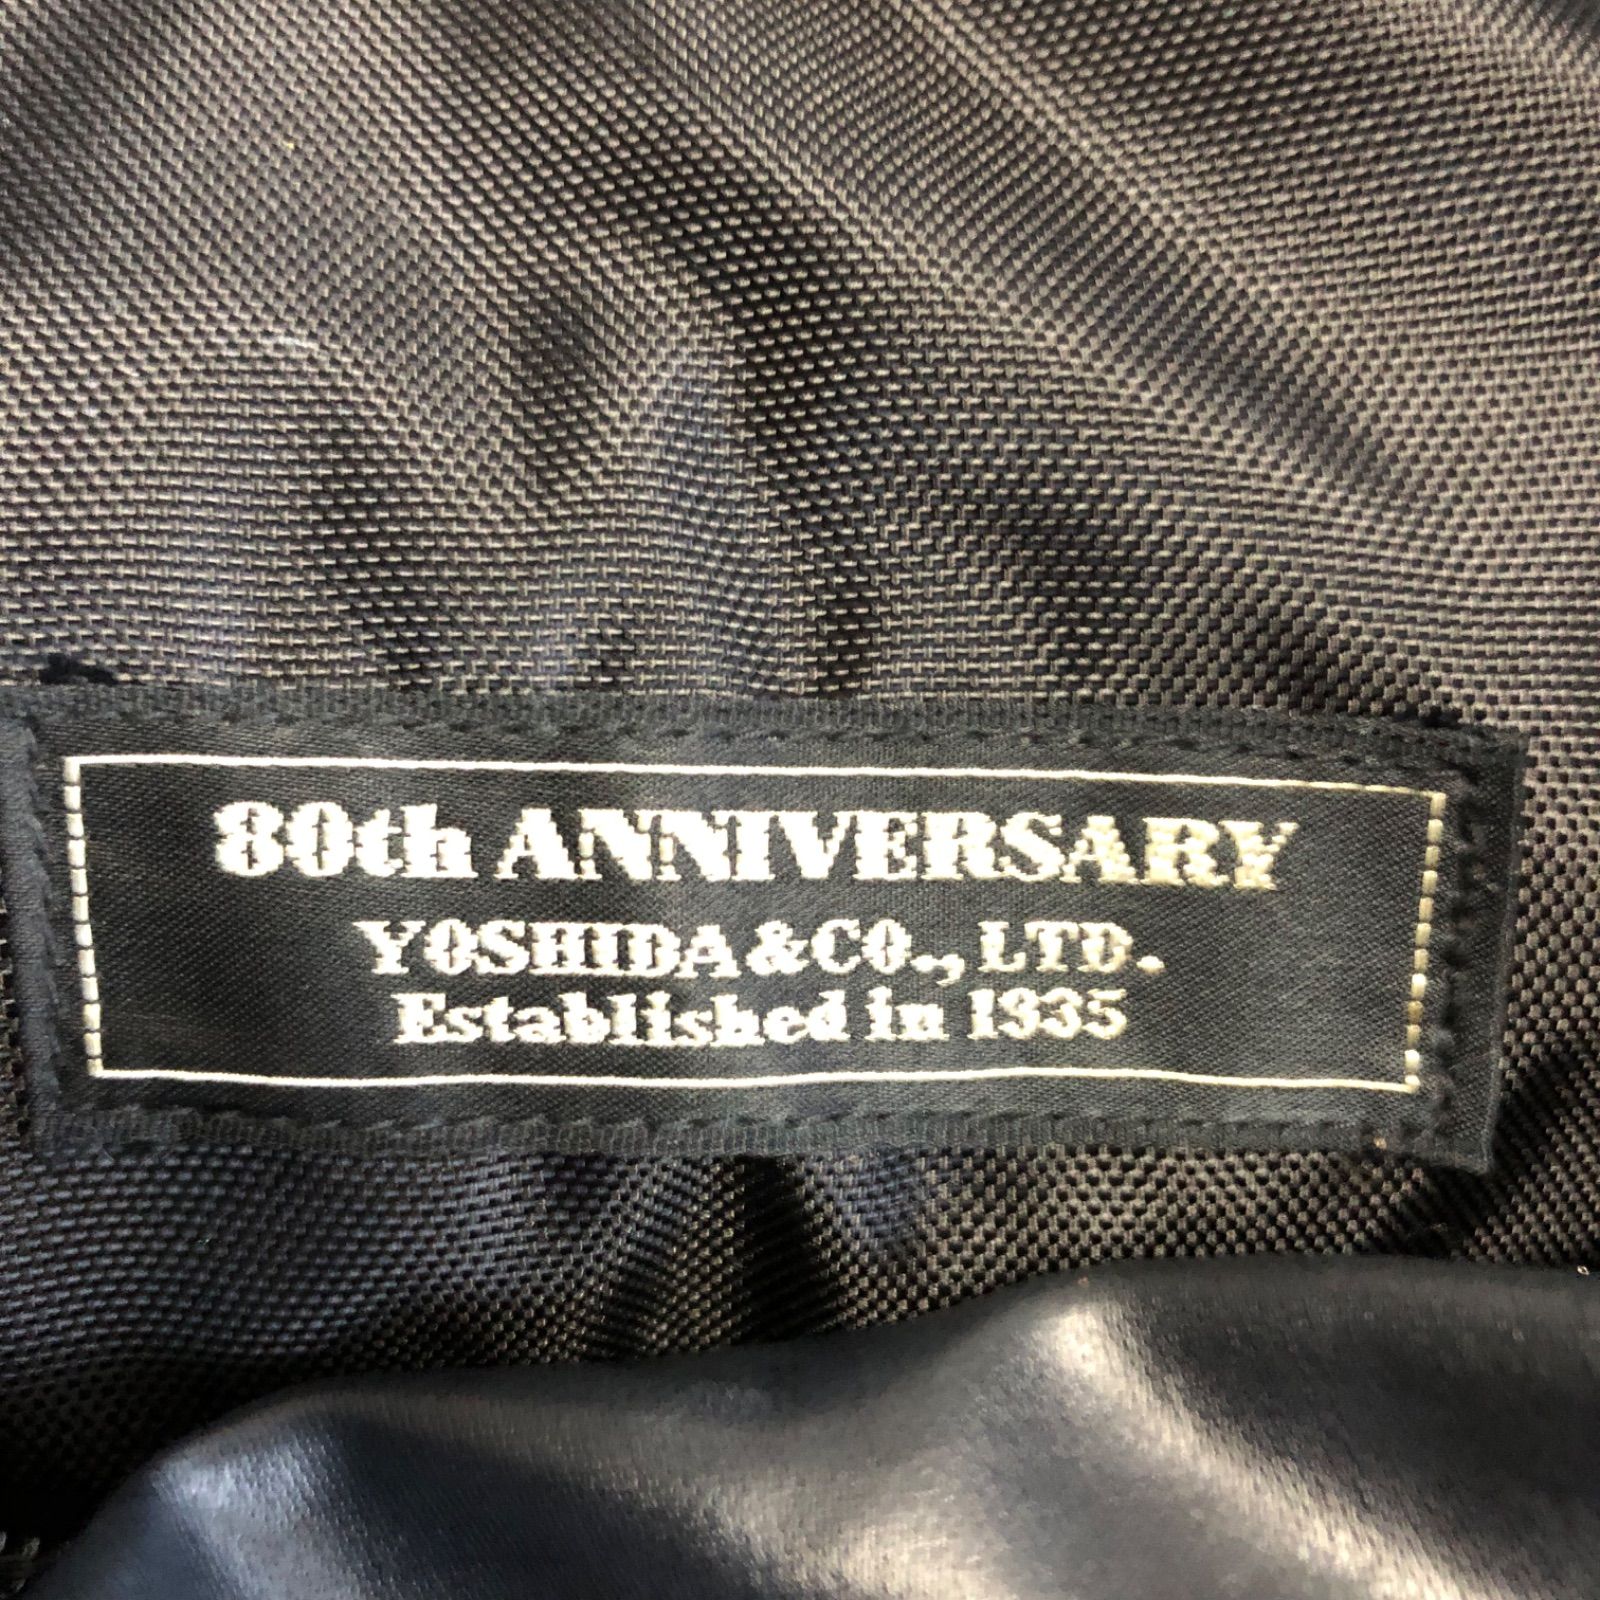 80th ANNIVERSARY
YOSHIDA&CO., LTD.
Established in 1935